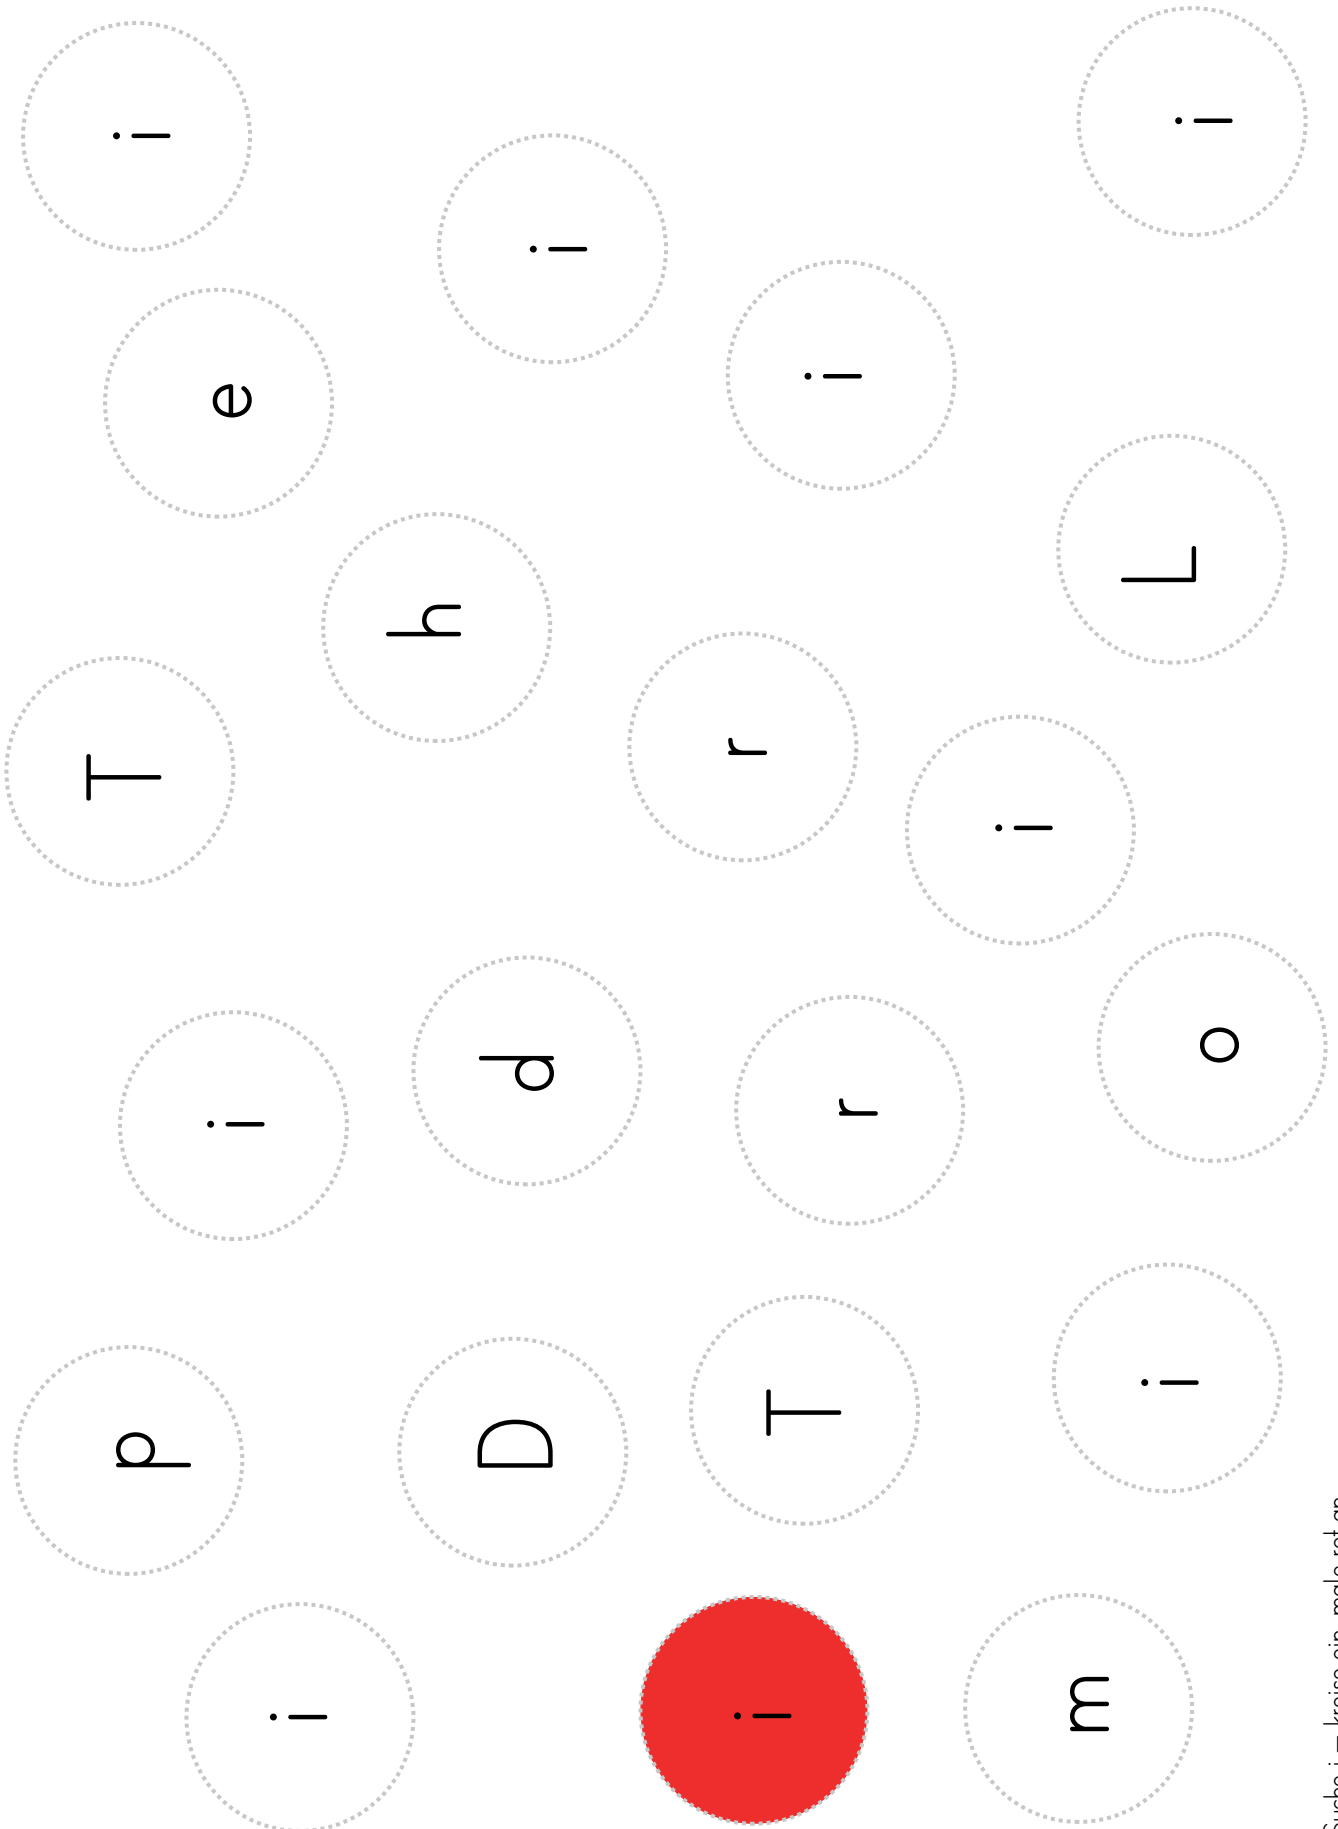 i p i T e i
D d h i
i T r r i
m i o i L i
Suche i – kreise ein, male rot an